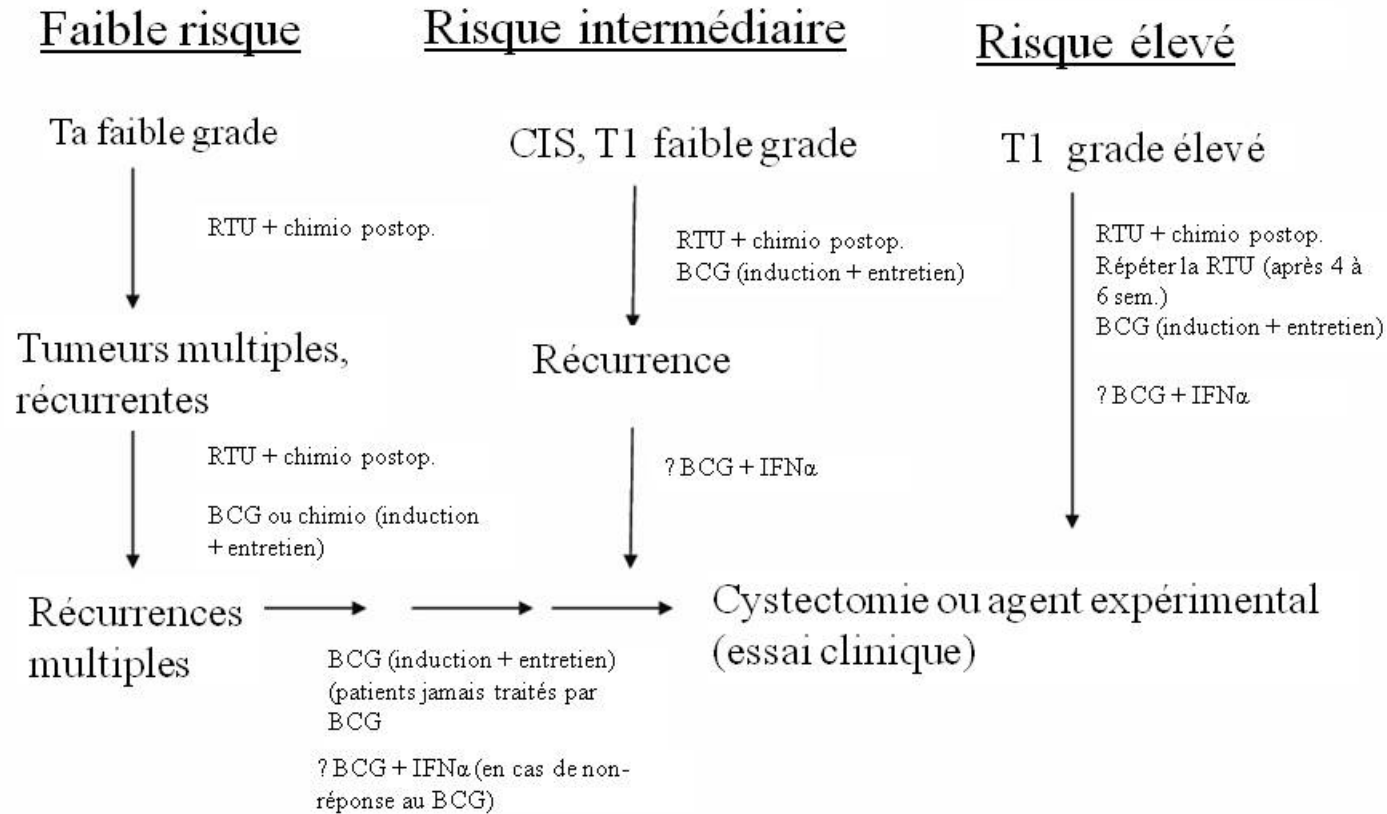 Faible risque
Risque intermédiaire
Risque élevé
Ta faible grade
CIS, T1 faible grade
T1 grade élevé
RTU + chimio postop.
RTU + chimio postop.
BCG (induction + entretien)
RTU + chimio postop.
Répéter la RTU (après 4 à
6 sem.)
BCG (induction + entretien)
Tumeurs multiples,
récurrentes
Récurrence
? BCG + IFNα
RTU + chimio postop.
BCG ou chimio (induction
+ entretien)
? BCG + IFNα
Récurrences
multiples
Cystectomie ou agent expérimental
(essai clinique)
BCG (induction + entretien)
(patients jamais traités par
BCG
? BCG + IFNα (en cas de non-
réponse au BCG)